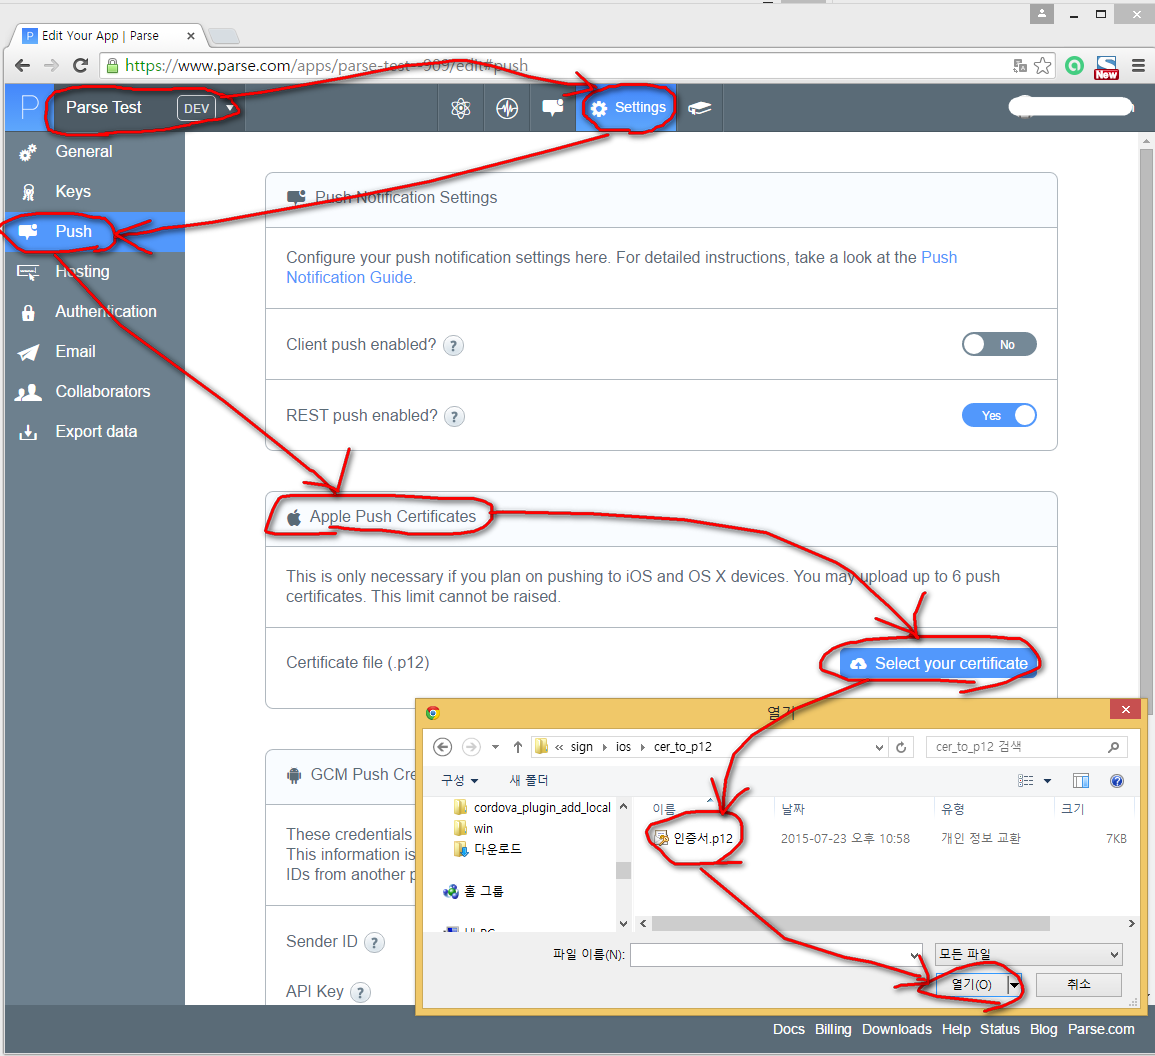 Edit Your App | Parse
https://www.parse.com/apps/parse-test--909/edit#push
New
P
Parse Test
DEV
Settings
General
Keys
Push
Hosting
Authentication
Email
Collaborators
Export data
Push Notification Settings
Configure your push notification settings here. For detailed instructions, take a look at the Push
Notification Guide.
Client push enabled? ?
No
REST push enabled? ?
Yes
Apple Push Certificates
This is only necessary if you plan on pushing to iOS and OS X devices. You may upload up to 6 push
certificates. This limit cannot be raised.
Certificate file (.p12)
Select your certificate
GCM Push Cre
These credentials
This information is
IDs from another p
Sender ID ?
API Key ?
열기
« sign › ios › cer_to_p12
cer_to_p12 검색
구성
새 폴더
cordova_plugin_add_local
win
다운로드
홈 그룹
이름
날짜
유형
크기
인증서.p12
2015-07-23 오후 10:58
개인 정보 교환
7KB
파일 이름(N):
모든 파일
열기(O)
취소
Docs Billing Downloads Help Status Blog Parse.com